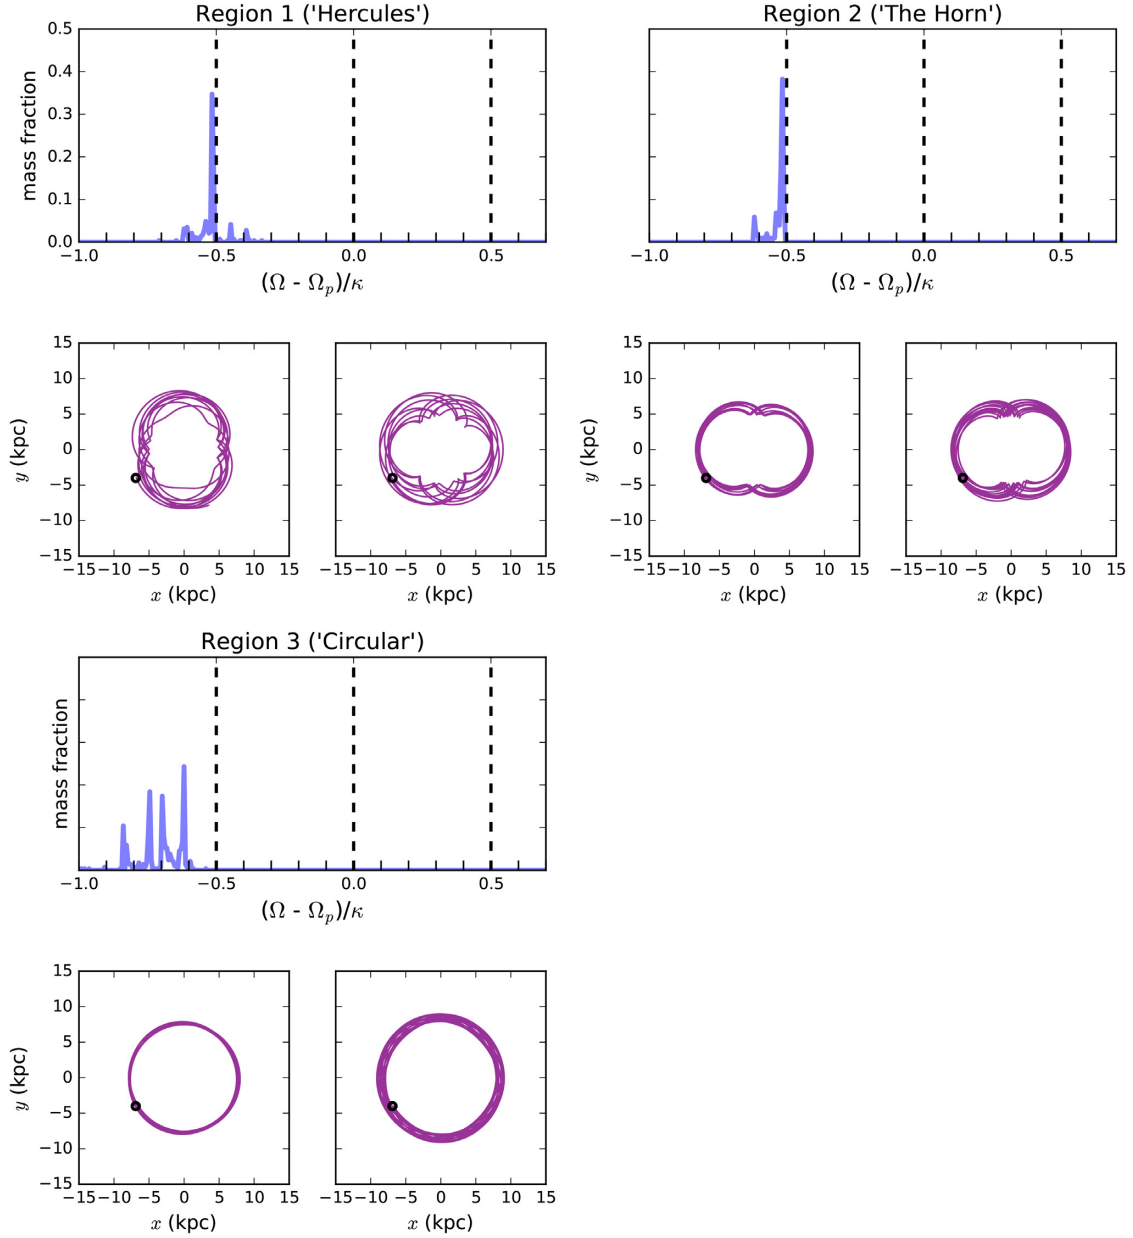 Region 1 ('Hercules')
Region 2 ('The Horn')
mass fraction
0.5
0.4
0.3
0.2
0.1
0.0
−1.0 −0.5 0.0 0.5
(Ω - Ωp)/κ
−1.0 −0.5 0.0 0.5
(Ω - Ωp)/κ
y (kpc)
15
10
5
0
−5
−10
−15
−15 −10 −5 0 5 10 15
x (kpc)
−15 −10 −5 0 5 10 15
x (kpc)
y (kpc)
15
10
5
0
−5
−10
−15
−15 −10 −5 0 5 10 15
x (kpc)
−15 −10 −5 0 5 10 15
x (kpc)
Region 3 ('Circular')
mass fraction
−1.0 −0.5 0.0 0.5
(Ω - Ωp)/κ
y (kpc)
15
10
5
0
−5
−10
−15
−15 −10 −5 0 5 10 15
x (kpc)
−15 −10 −5 0 5 10 15
x (kpc)